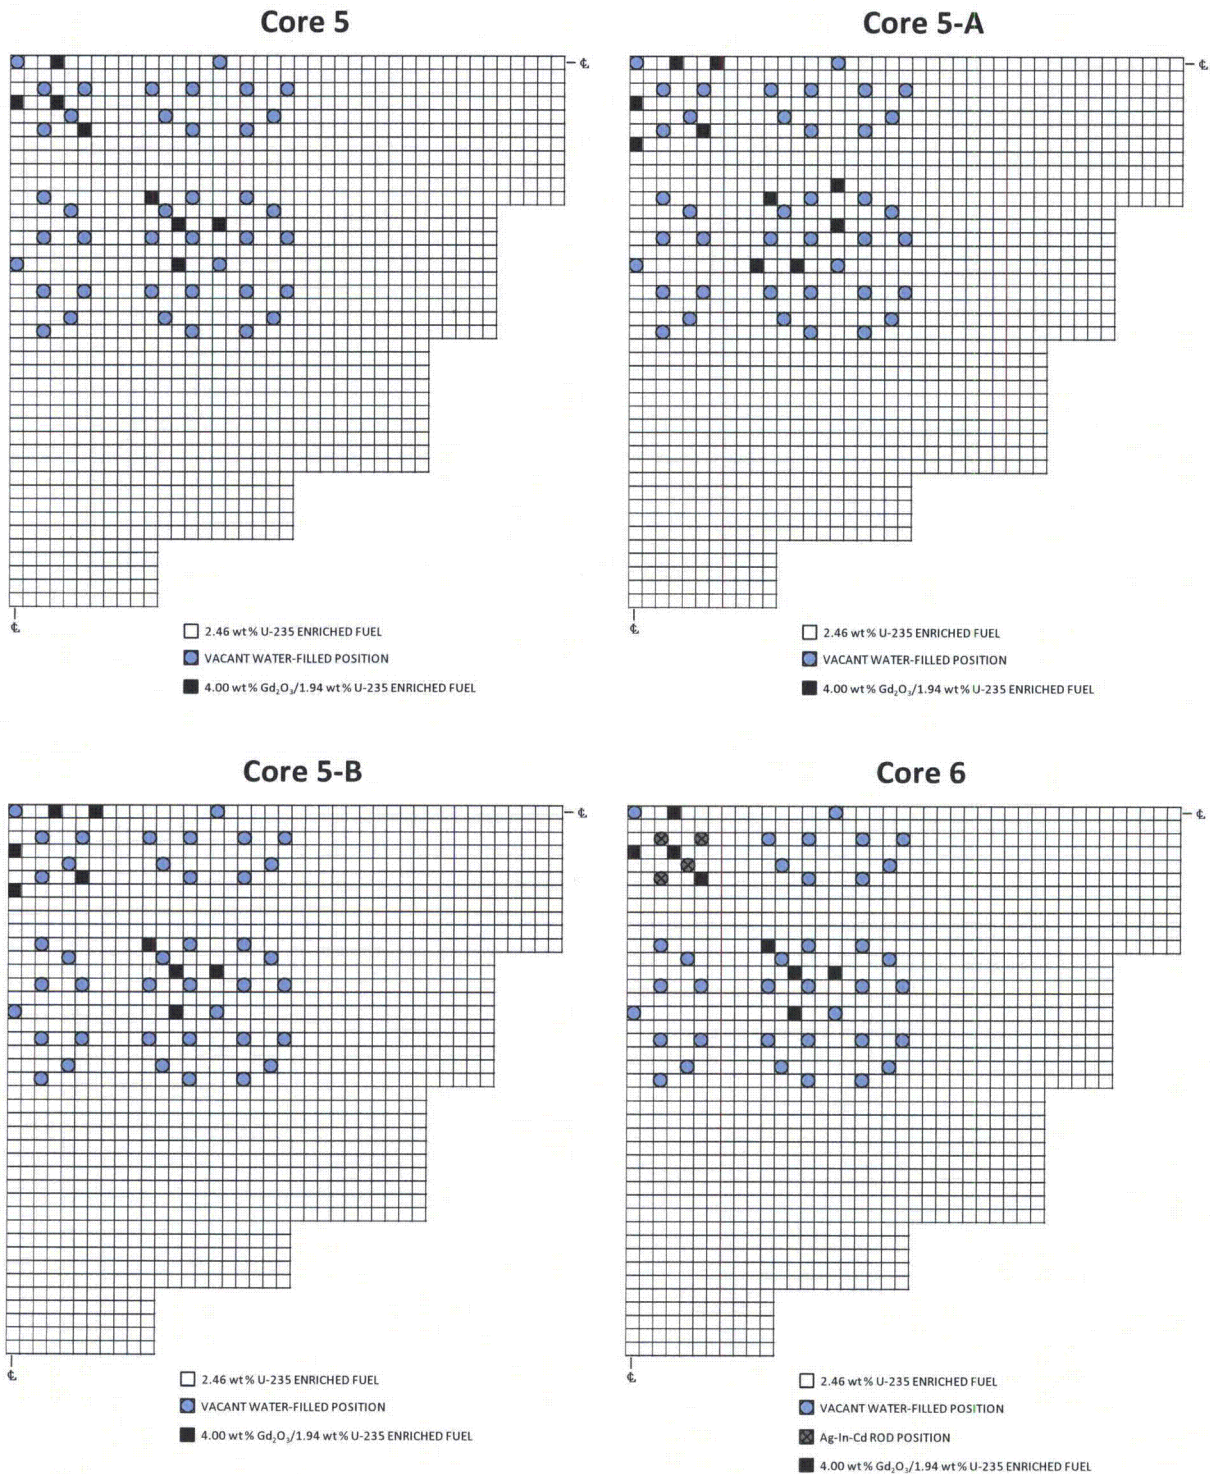 Core 5
℄
℄
2.46 wt% U-235 ENRICHED FUEL
VACANT WATER-FILLED POSITION
4.00 wt% Gd₂O₃/1.94 wt% U-235 ENRICHED FUEL
Core 5-A
℄
℄
2.46 wt% U-235 ENRICHED FUEL
VACANT WATER-FILLED POSITION
4.00 wt% Gd₂O₃/1.94 wt% U-235 ENRICHED FUEL
Core 5-B
℄
℄
2.46 wt% U-235 ENRICHED FUEL
VACANT WATER-FILLED POSITION
4.00 wt% Gd₂O₃/1.94 wt% U-235 ENRICHED FUEL
Core 6
℄
℄
2.46 wt% U-235 ENRICHED FUEL
VACANT WATER-FILLED POSITION
Ag-In-Cd ROD POSITION
4.00 wt% Gd₂O₃/1.94 wt% U-235 ENRICHED FUEL